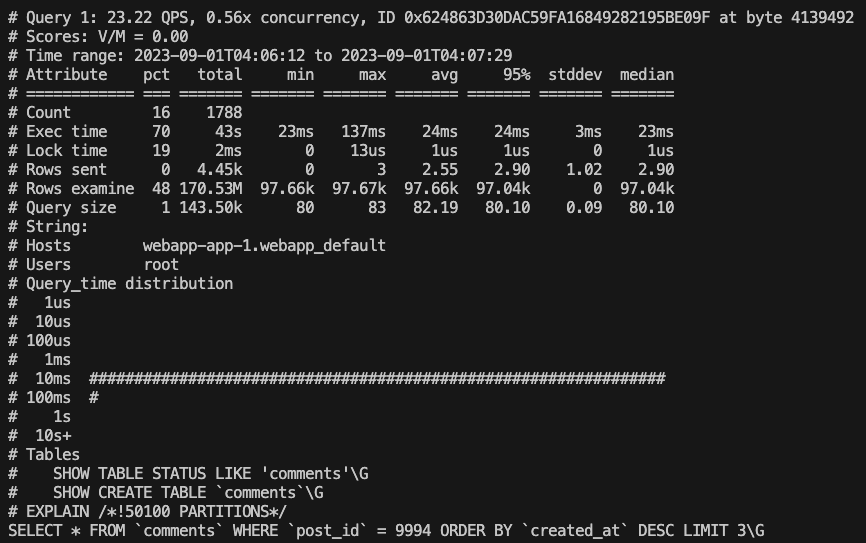 # Query 1: 23.22 QPS, 0.56x concurrency, ID 0x624863D30DAC59FA16849282195BE09F at byte 4139492
# Scores: V/M = 0.00
# Time range: 2023-09-01T04:06:12 to 2023-09-01T04:07:29
# Attribute    pct   total     min     max     avg     95%  stddev  median
# ============ === ======= ======= ======= ======= ======= ======= =======
# Count         16    1788
# Exec time     70     43s    23ms   137ms    24ms    24ms     3ms    23ms
# Lock time     19     2ms       0    13us     1us     1us       0     1us
# Rows sent      0   4.45k       0       3    2.55    2.90    1.02    2.90
# Rows examine  48 170.53M  97.66k  97.67k  97.66k  97.04k       0  97.04k
# Query size     1 143.50k      80      83   82.19   80.10    0.09   80.10
# String:
# Hosts        webapp-app-1.webapp_default
# Users        root
# Query_time distribution
#   1us
#  10us
# 100us
#   1ms
#  10ms  ################################################################
# 100ms  #
#    1s
#  10s+
# Tables
#    SHOW TABLE STATUS LIKE 'comments'\G
#    SHOW CREATE TABLE `comments`\G
# EXPLAIN /*!50100 PARTITIONS*/
SELECT * FROM `comments` WHERE `post_id` = 9994 ORDER BY `created_at` DESC LIMIT 3\G